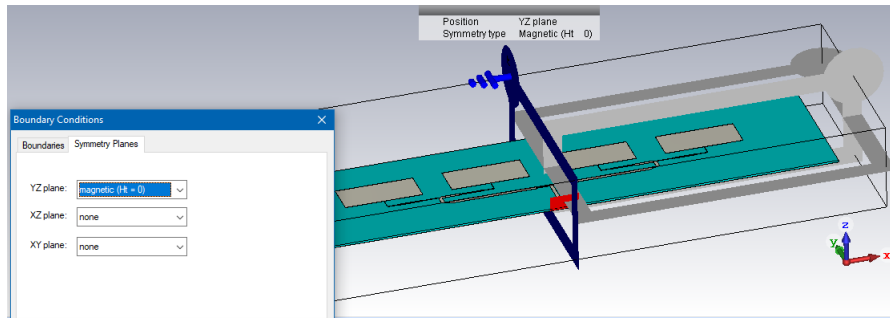 Position YZ plane
Symmetry type Magnetic (Ht 0)
Boundary Conditions
Boundaries Symmetry Planes
YZ plane: magnetic (Ht = 0)
XZ plane: none
XY plane: none
z
y
x